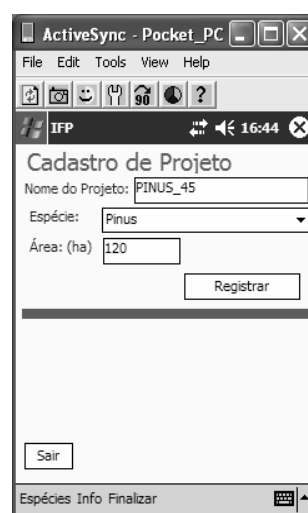 ActiveSync - Pocket_PC
File Edit Tools View Help
90 ?
IFP 16:44
Cadastro de Projeto
Nome do Projeto: PINUS_45
Espécie: Pinus
Área: (ha) 120
Registrar
Sair
Espécies Info Finalizar